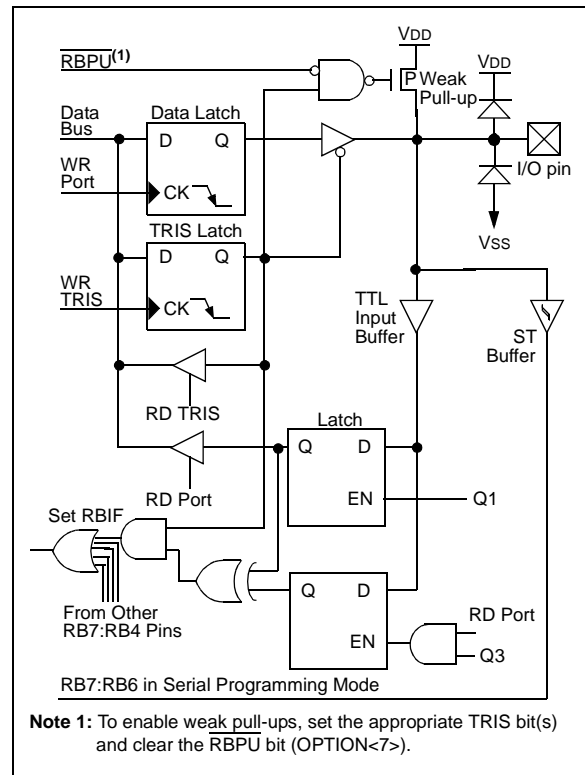 VDD
RBPU(1)
P Weak
Pull-up
VDD
Data
Bus
Data Latch
D Q
WR
Port
CK
I/O pin
TRIS Latch
VSS
D Q
WR
TRIS
CK
TTL
Input
Buffer
ST
Buffer
RD TRIS
Latch
Q D
RD Port
EN
Q1
Set RBIF
Q D
RD Port
From Other
RB7:RB4 Pins
EN
Q3
RB7:RB6 in Serial Programming Mode
Note 1: To enable weak pull-ups, set the appropriate TRIS bit(s)
and clear the RBPU bit (OPTION<7>).